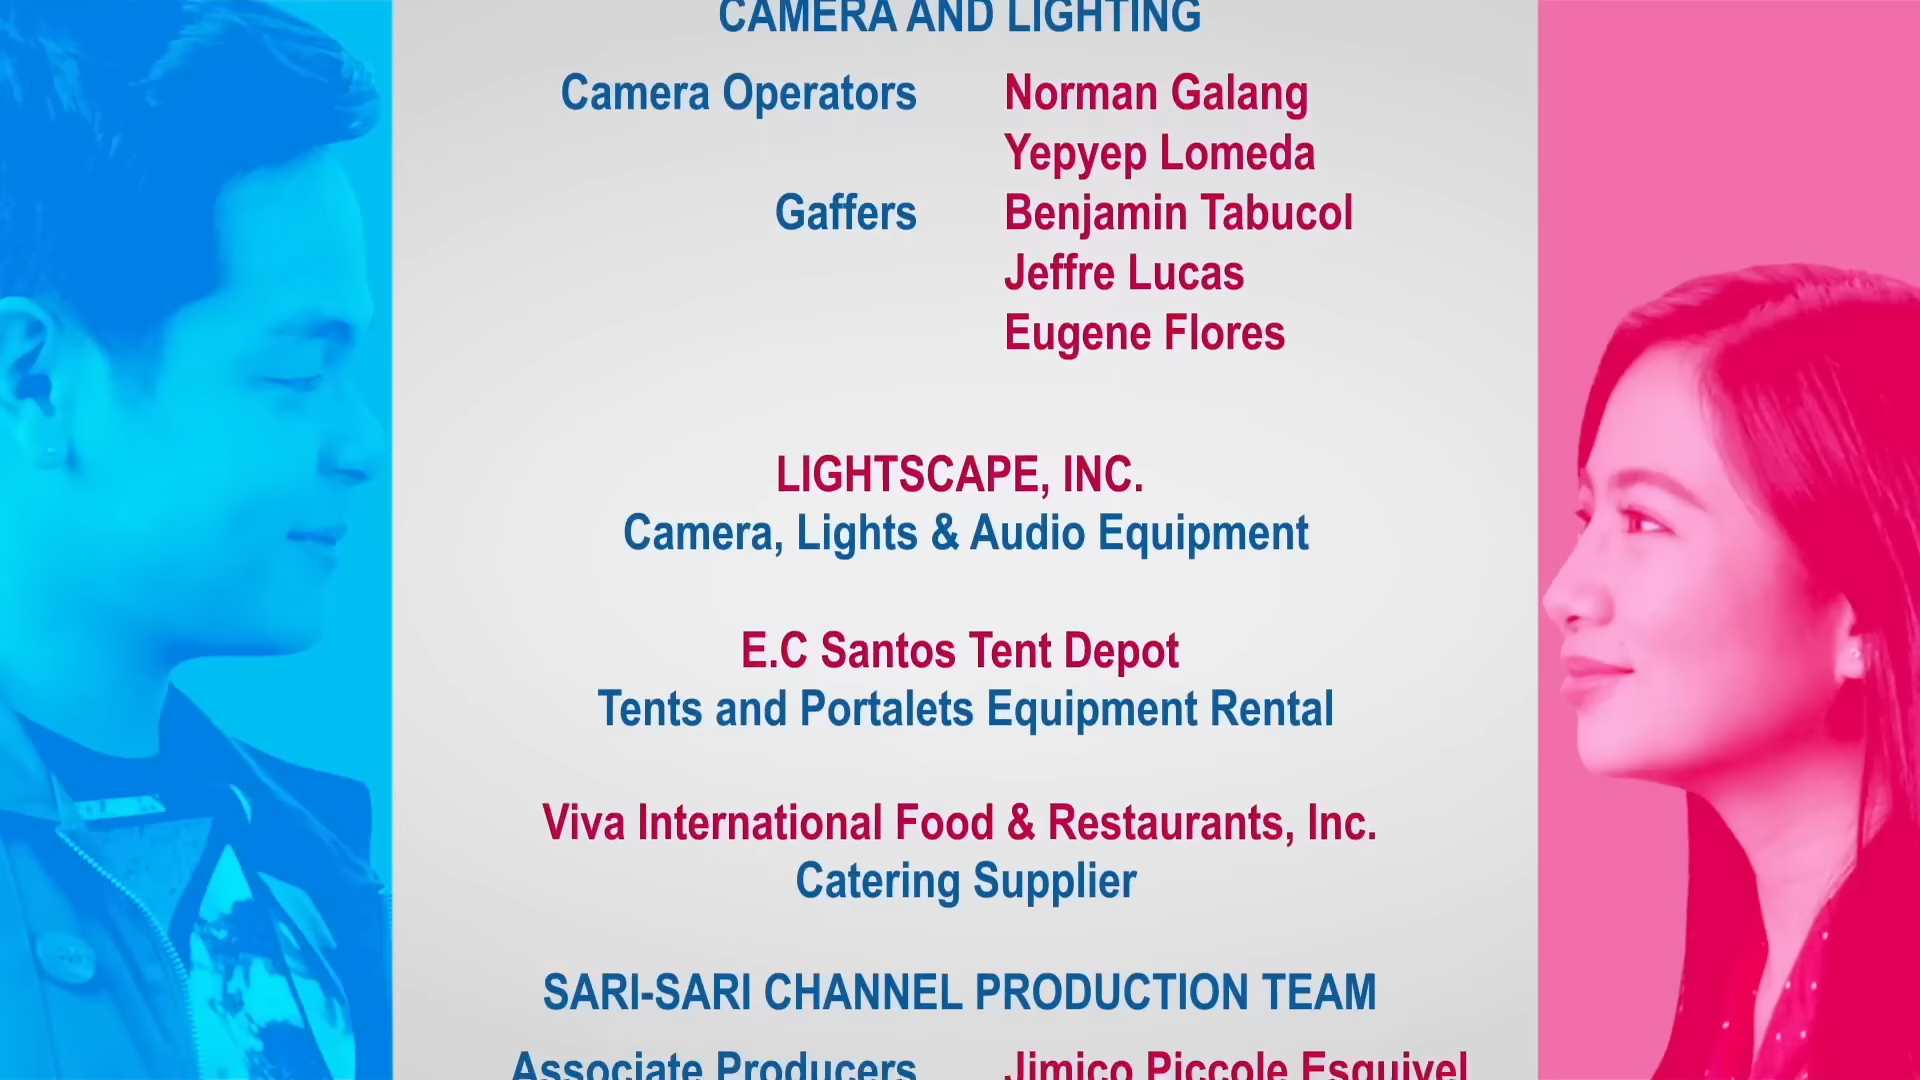 CAMERA AND LIGHTING
Camera Operators Norman Galang
Yepyep Lomeda
Gaffers Benjamin Tabucol
Jeffre Lucas
Eugene Flores
LIGHTSCAPE, INC.
Camera, Lights & Audio Equipment
E.C Santos Tent Depot
Tents and Portalets Equipment Rental
Viva International Food & Restaurants, Inc.
Catering Supplier
SARI-SARI CHANNEL PRODUCTION TEAM
Associate Producers Jimico Piccole Esquivel